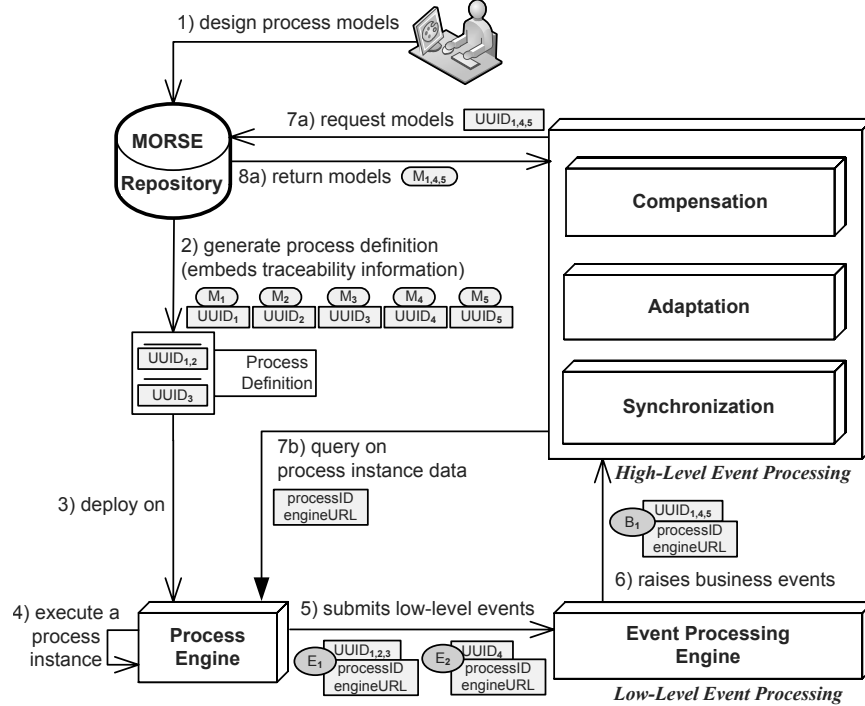 1) design process models
MORSE
Repository
7a) request models
UUID1,4,5
8a) return models
M1,4,5
Compensation
Adaptation
Synchronization
High-Level Event Processing
2) generate process definition
(embeds traceability information)
M1
M2
M3
M4
M5
UUID1
UUID2
UUID3
UUID4
UUID5
UUID1,2
UUID3
Process
Definition
3) deploy on
7b) query on
process instance data
processID
engineURL
B1
UUID1,4,5
processID
engineURL
6) raises business events
4) execute a
process
instance
Process
Engine
5) submits low-level events
E1
UUID1,2,3
processID
engineURL
E2
UUID4
processID
engineURL
Event Processing
Engine
Low-Level Event Processing